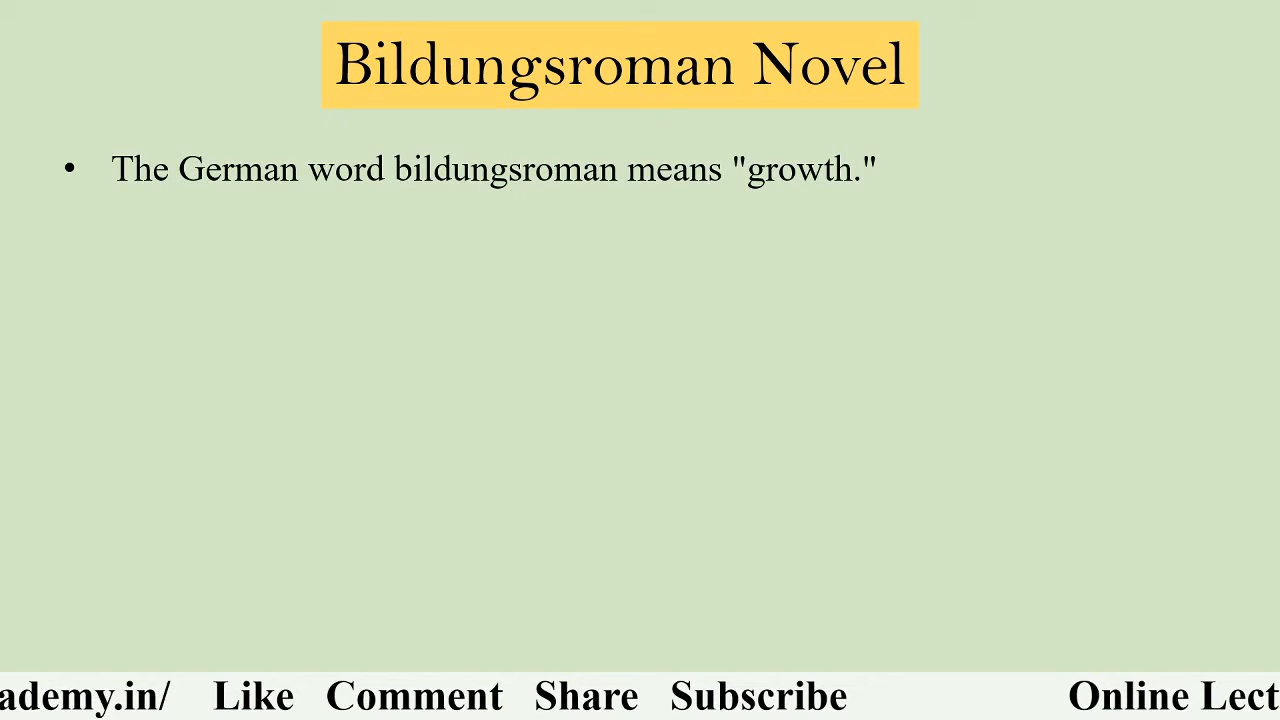 Bildungsroman Novel
• The German word bildungsroman means "growth."
ademy.in/ Like Comment Share Subscribe Online Lect